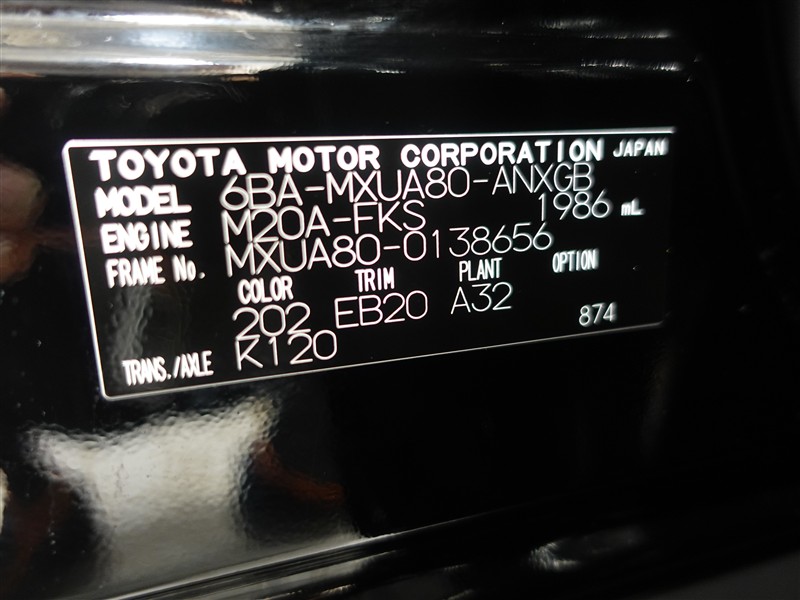 TOYOTA MOTOR CORPORATION JAPAN
MODEL 6BA-MXUA80-ANXGB
ENGINE M20A-FKS 1986 mL
FRAME No. MXUA80-0138656
COLOR TRIM PLANT OPTION
202 EB20 A32 874
TRANS./AXLE K120